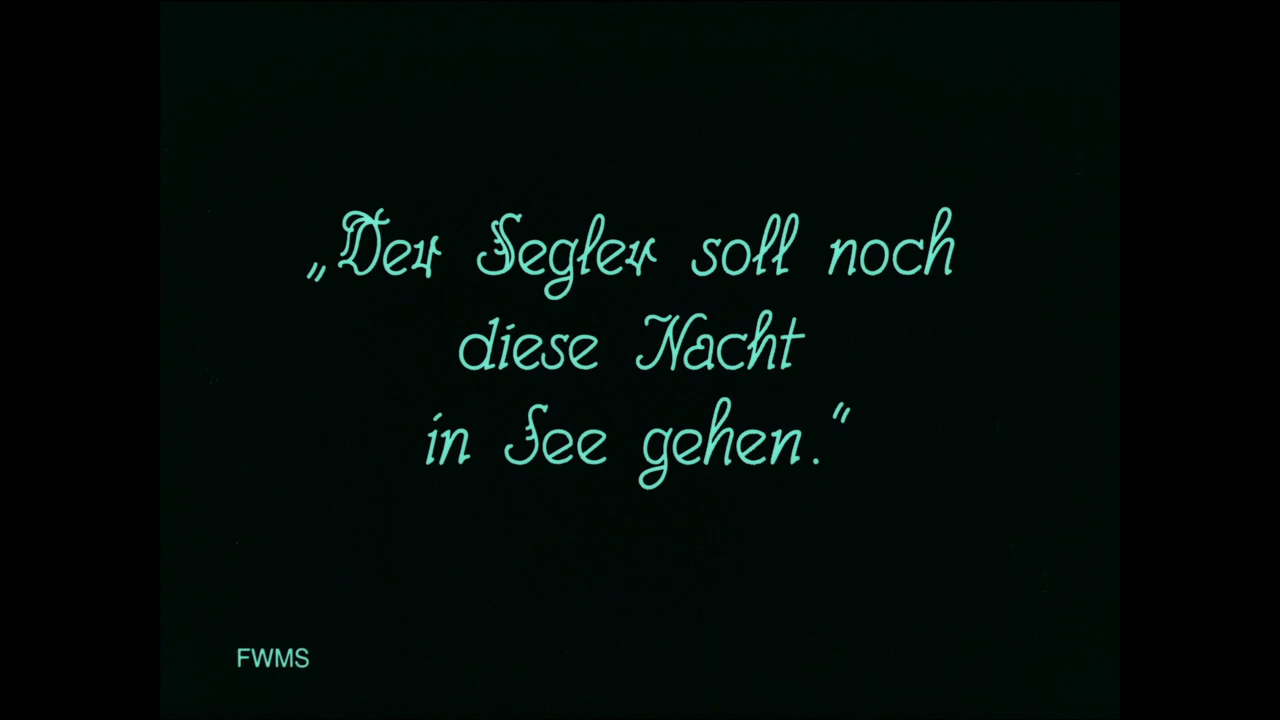 „Der Segler soll noch
diese Nacht
in See gehen.“
FWMS